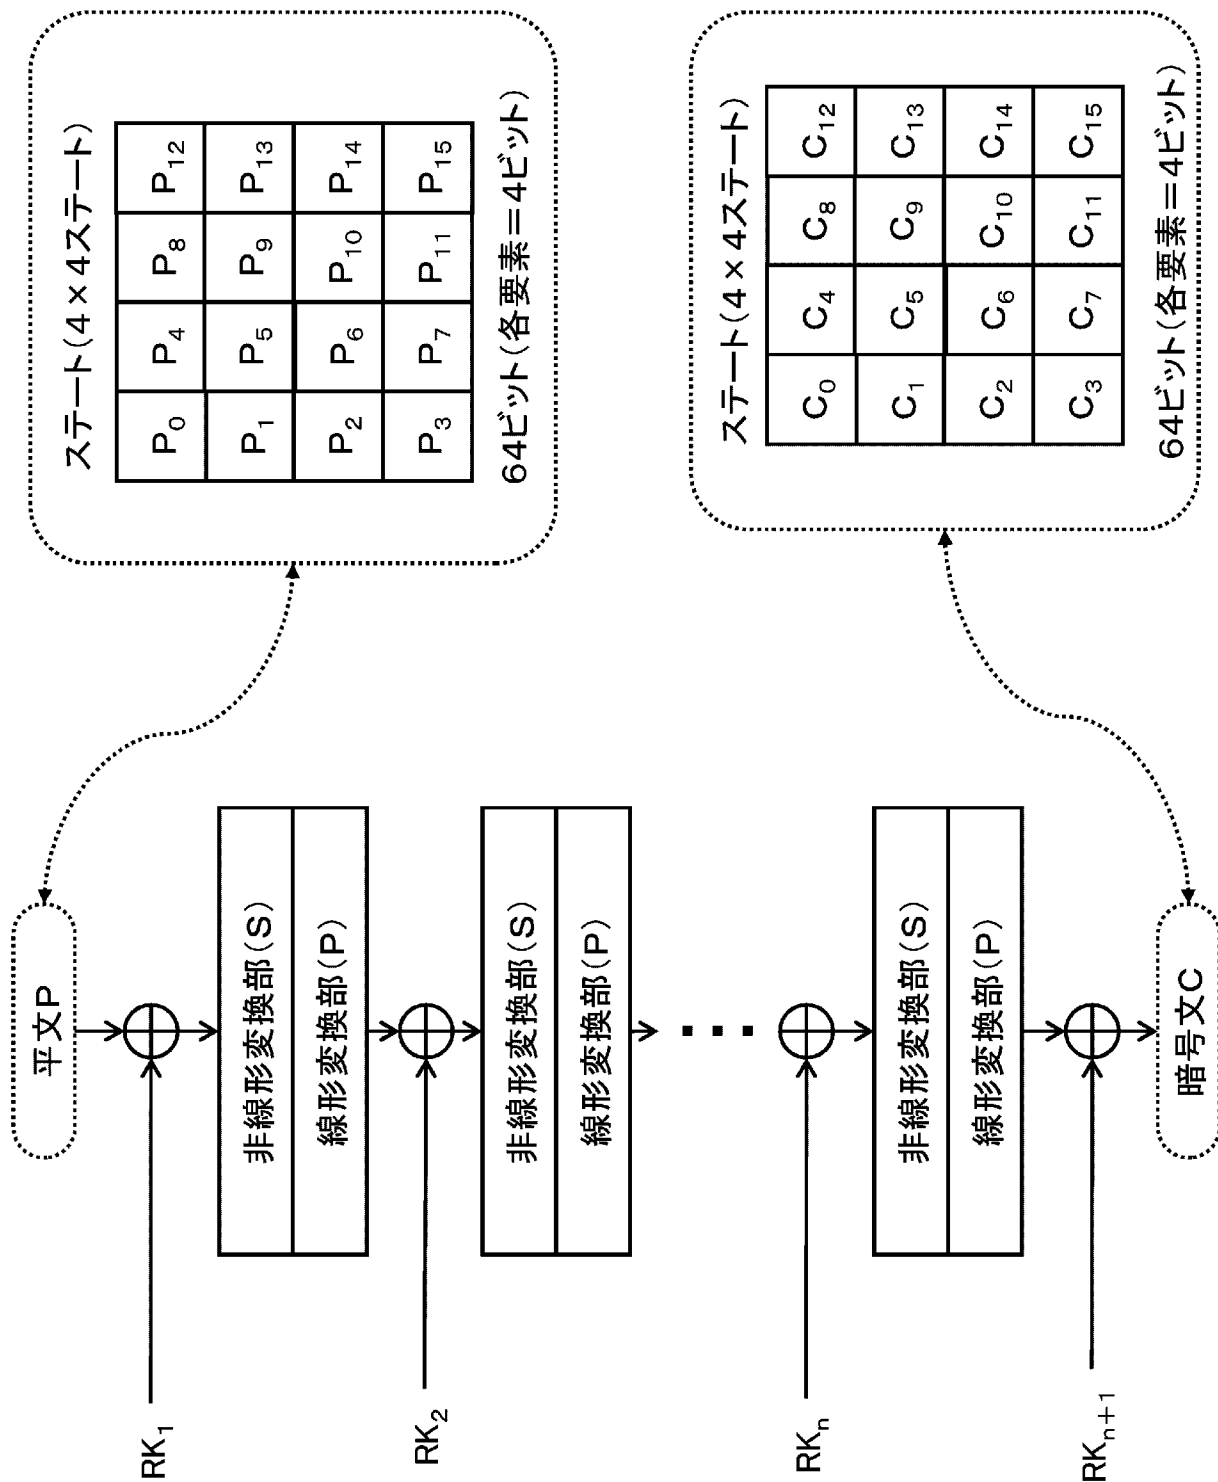 平文P
RK1
非線形変換部(S)
線形変換部(P)
RK2
非線形変換部(S)
線形変換部(P)
RKn
非線形変換部(S)
線形変換部(P)
RKn+1
暗号文C
ステート(4×4ステート)
P0 P4 P8 P12
P1 P5 P9 P13
P2 P6 P10 P14
P3 P7 P11 P15
64ビット(各要素=4ビット)
ステート(4×4ステート)
C0 C4 C8 C12
C1 C5 C9 C13
C2 C6 C10 C14
C3 C7 C11 C15
64ビット(各要素=4ビット)